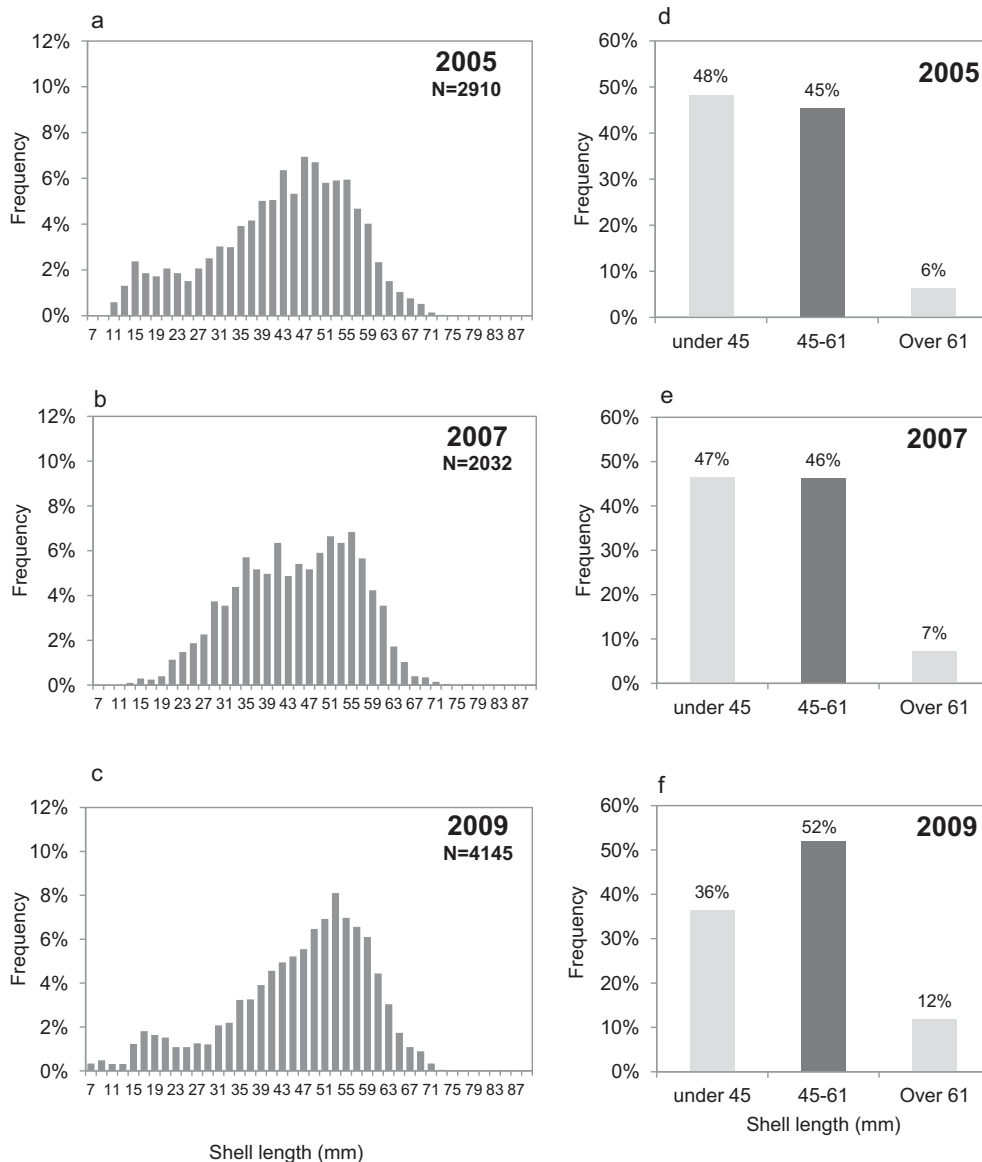 a
2005
N=2910
12%
10%
8%
6%
4%
2%
0%
Frequency
7 11 15 19 23 27 31 35 39 43 47 51 55 59 63 67 71 75 79 83 87
d
2005
60%
50%
40%
30%
20%
10%
0%
Frequency
48%
45%
6%
under 45 45-61 Over 61
b
2007
N=2032
12%
10%
8%
6%
4%
2%
0%
Frequency
7 11 15 19 23 27 31 35 39 43 47 51 55 59 63 67 71 75 79 83 87
e
2007
60%
50%
40%
30%
20%
10%
0%
Frequency
47%
46%
7%
under 45 45-61 Over 61
c
2009
N=4145
12%
10%
8%
6%
4%
2%
0%
Frequency
7 11 15 19 23 27 31 35 39 43 47 51 55 59 63 67 71 75 79 83 87
Shell length (mm)
f
2009
60%
50%
40%
30%
20%
10%
0%
Frequency
36%
52%
12%
under 45 45-61 Over 61
Shell length (mm)